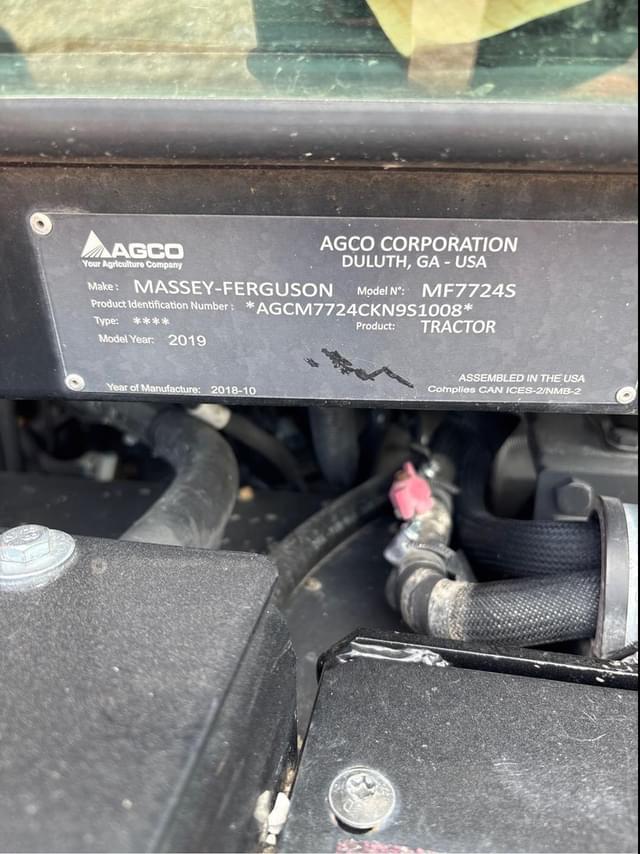 AGCO
Your Agriculture Company
AGCO CORPORATION
DULUTH, GA - USA
Make : MASSEY-FERGUSON Model N°: MF7724S
Product Identification Number : *AGCM7724CKN9S1008*
Type: **** Product: TRACTOR
Model Year: 2019
ASSEMBLED IN THE USA
Year of Manufacture: 2018-10 Complies CAN ICES-2/NMB-2